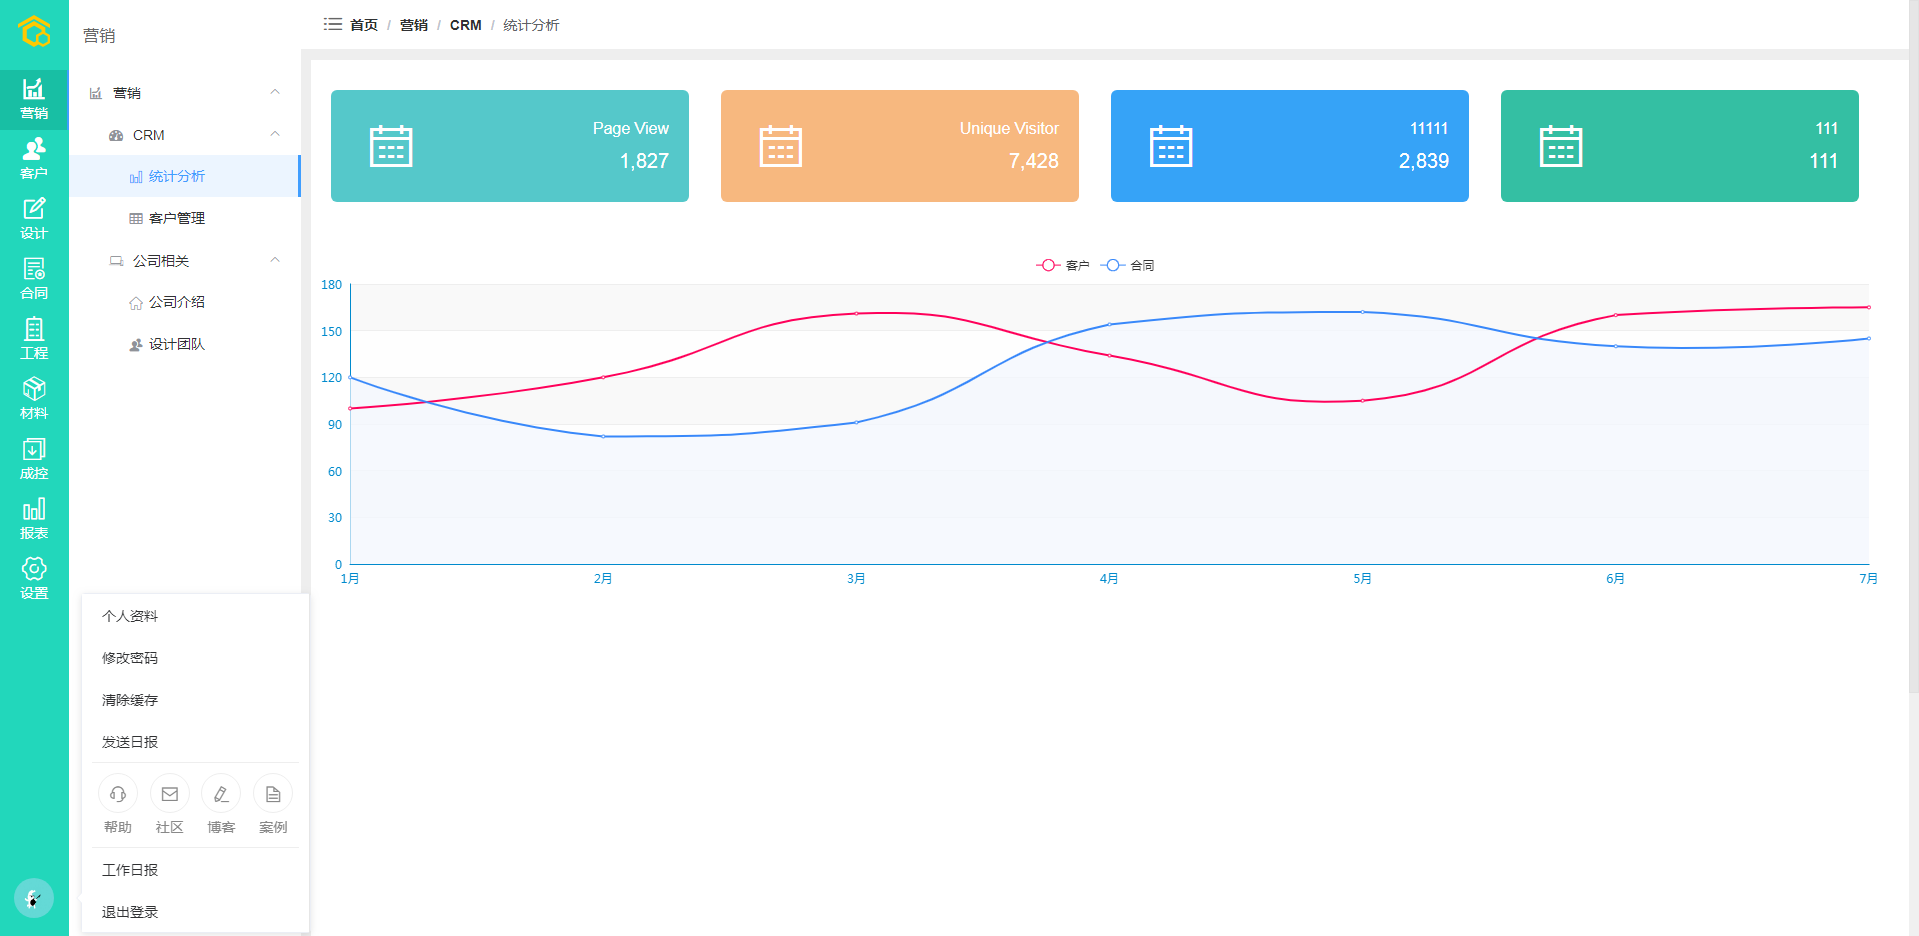 营销
客户
设计
合同
工程
材料
成控
报表
设置
营销
营销
CRM
统计分析
客户管理
公司相关
公司介绍
设计团队
个人资料
修改密码
清除缓存
发送日报
帮助 社区 博客 案例
工作日报
退出登录
首页 / 营销 / CRM / 统计分析
Page View
1,827
Unique Visitor
7,428
11111
2,839
111
111
客户 合同
180
150
120
90
60
30
0
1月 2月 3月 4月 5月 6月 7月